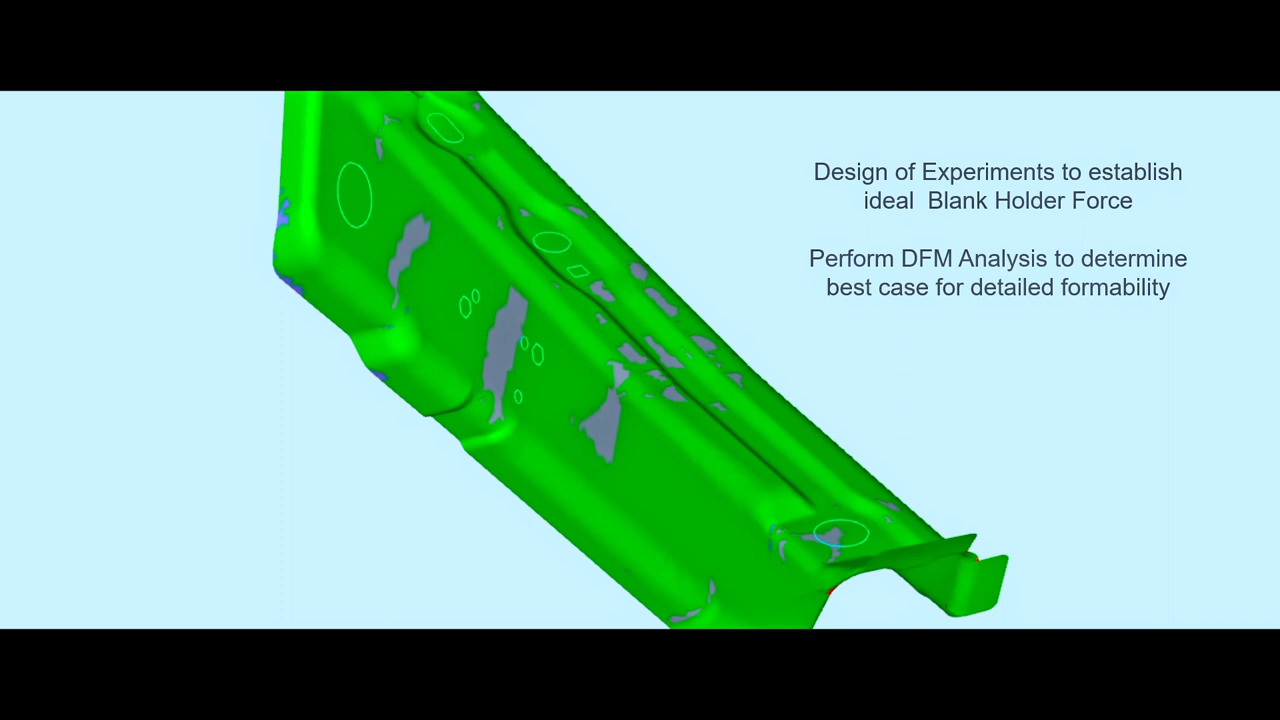 Design of Experiments to establish
ideal  Blank Holder Force
Perform DFM Analysis to determine
best case for detailed formability